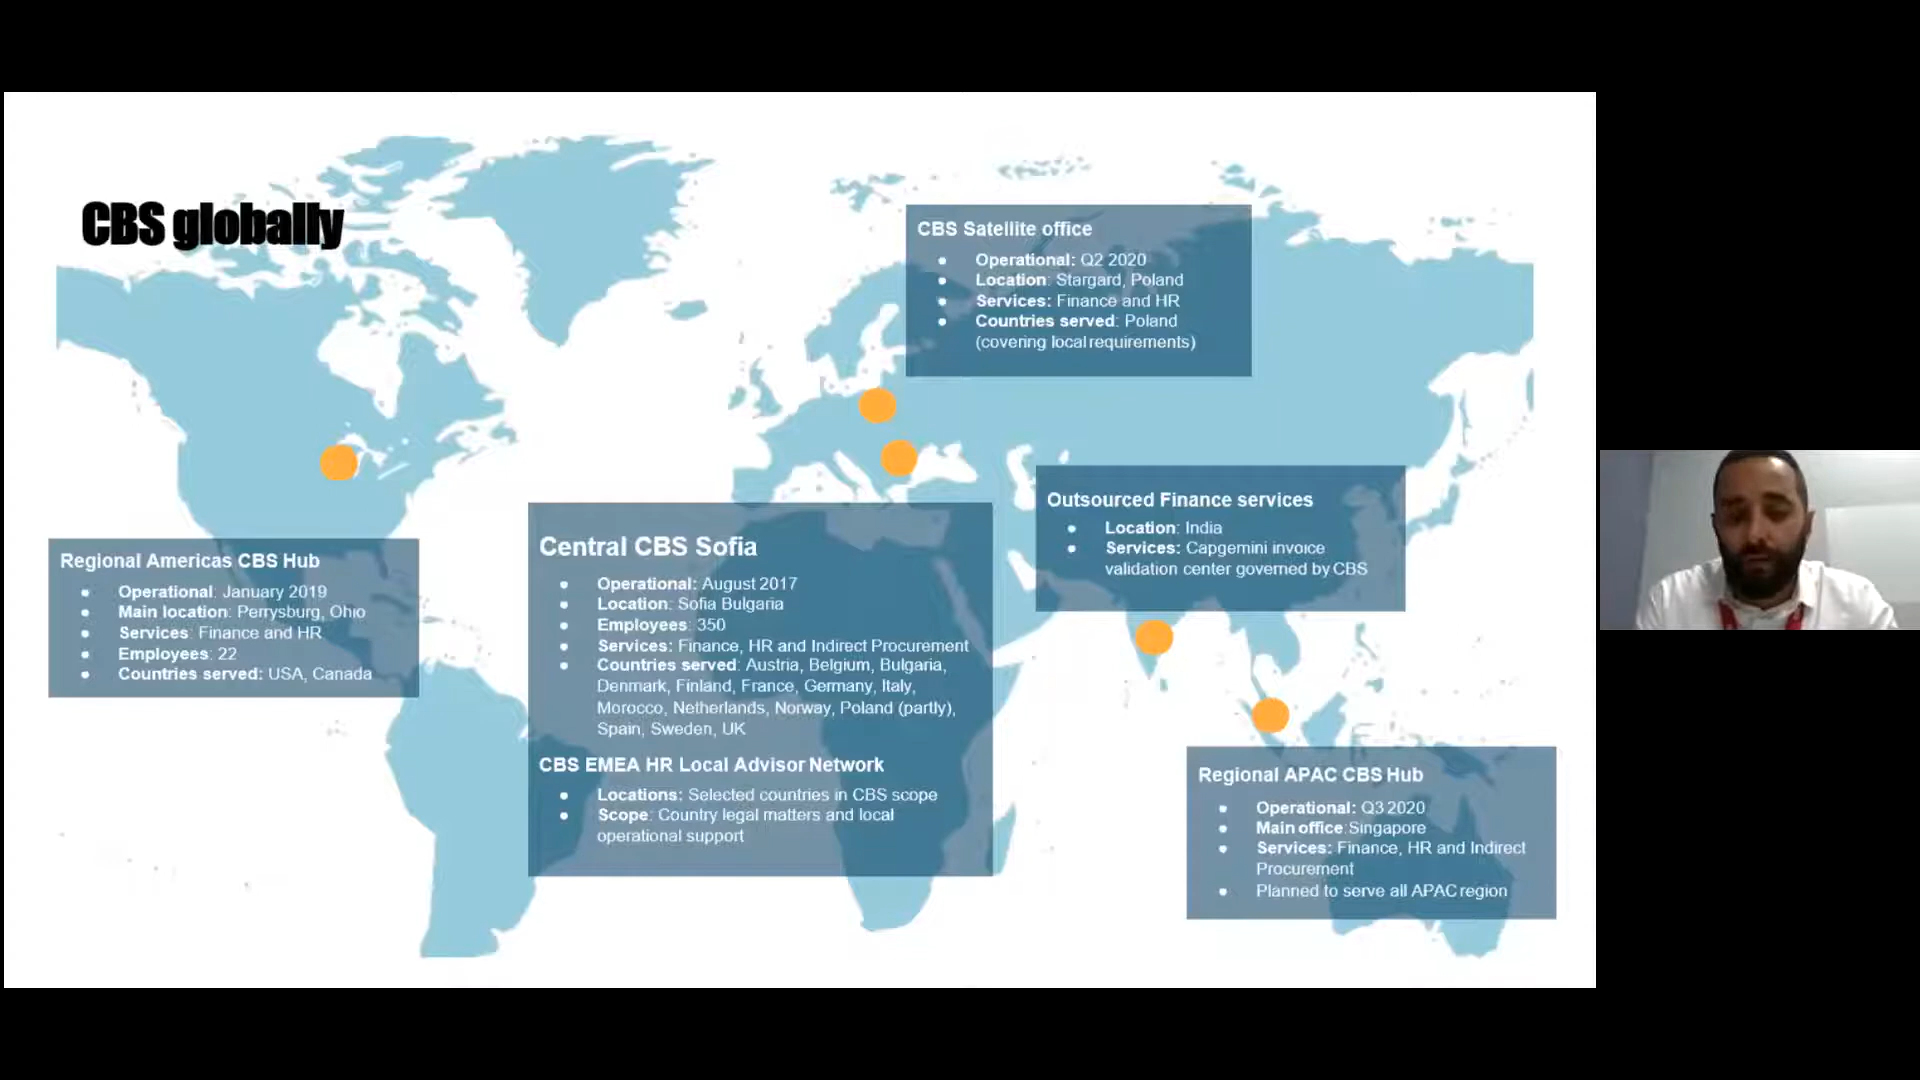 CBS globally
CBS Satellite office
Operational: Q2 2020
Location: Stargard, Poland
Services: Finance and HR
Countries served: Poland
(covering local requirements)
Outsourced Finance services
Location: India
Services: Capgemini invoice
validation center governed by CBS
Central CBS Sofia
Operational: August 2017
Location: Sofia Bulgaria
Employees: 350
Services: Finance, HR and Indirect Procurement
Countries served: Austria, Belgium, Bulgaria,
Denmark, Finland, France, Germany, Italy,
Morocco, Netherlands, Norway, Poland (partly),
Spain, Sweden, UK
CBS EMEA HR Local Advisor Network
Locations: Selected countries in CBS scope
Scope: Country legal matters and local
operational support
Regional Americas CBS Hub
Operational: January 2019
Main location: Perrysburg, Ohio
Services: Finance and HR
Employees: 22
Countries served: USA, Canada
Regional APAC CBS Hub
Operational: Q3 2020
Main office: Singapore
Services: Finance, HR and Indirect
Procurement
Planned to serve all APAC region